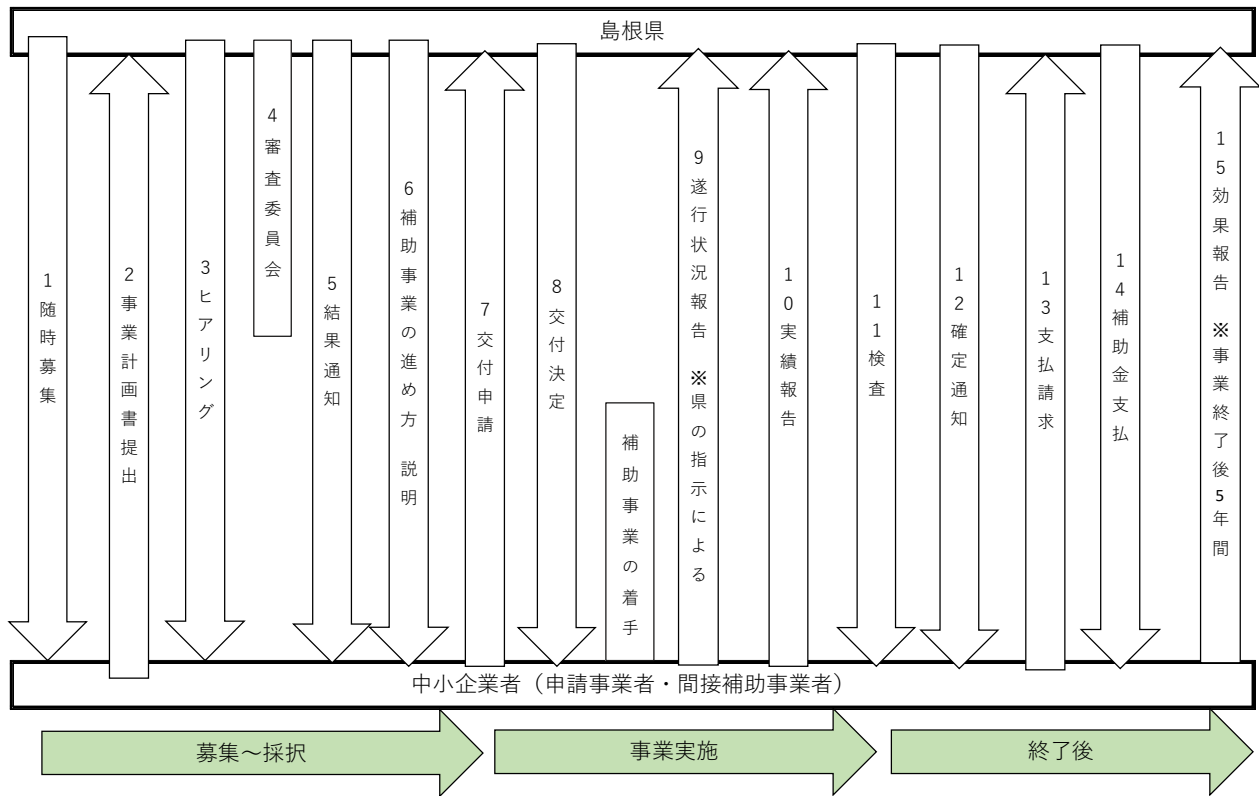 島根県
1随時募集
2事業計画書提出
3ヒアリング
4審査委員会
5結果通知
6補助事業の進め方　説明
7交付申請
8交付決定
補助事業の着手
9遂行状況報告　※県の指示による
10実績報告
11検査
12確定通知
13支払請求
14補助金支払
15効果報告　※事業終了後5年間
中小企業者（申請事業者・間接補助事業者）
募集～採択
事業実施
終了後